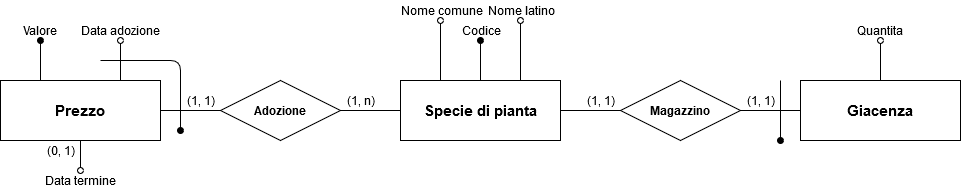 Nome comune Nome latino
Valore Data adozione Codice Quantita
Prezzo (1, 1) Adozione (1, n) Specie di pianta (1, 1) Magazzino (1, 1) Giacenza
(0, 1)
Data termine